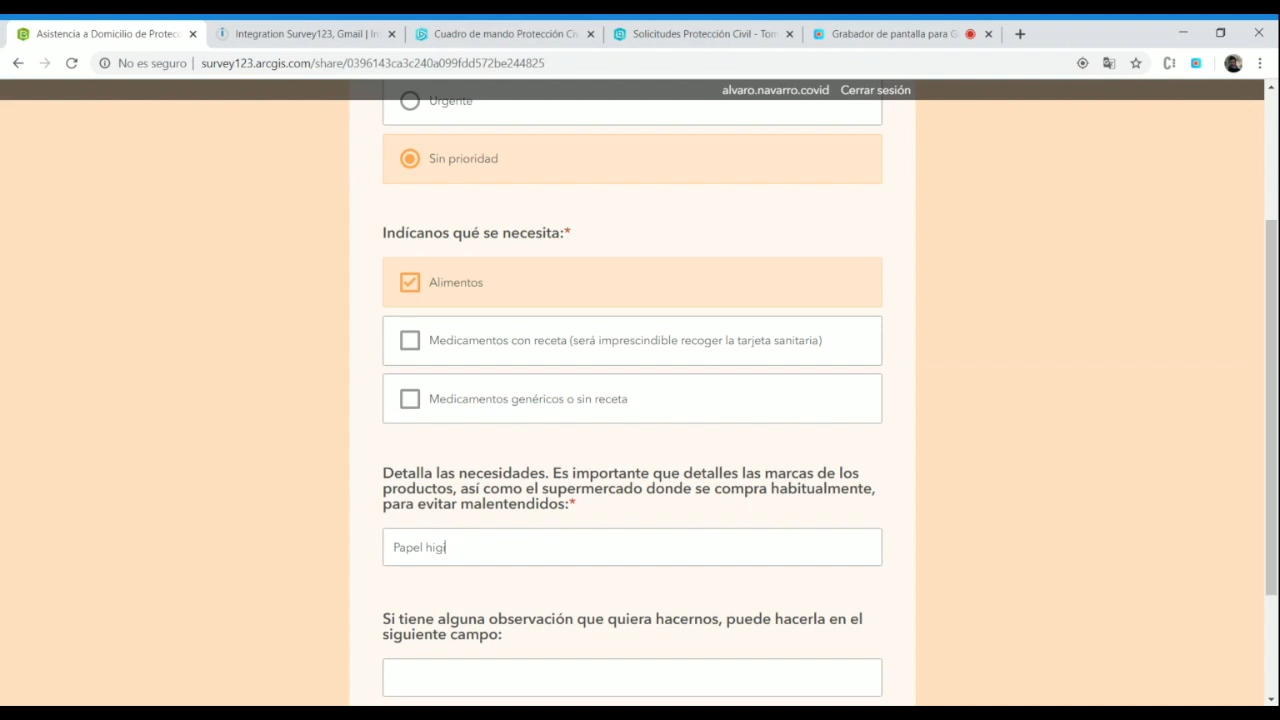 Asistencia a Domicilio de Protecc
Integration Survey123, Gmail | In
Cuadro de mando Protección Civ
Solicitudes Protección Civil - Tom
Grabador de pantalla para G
No es seguro | survey123.arcgis.com/share/0396143ca3c240a099fdd572be244825
alvaro.navarro.covid Cerrar sesión
Urgente
Sin prioridad
Indícanos qué se necesita:*
Alimentos
Medicamentos con receta (será imprescindible recoger la tarjeta sanitaria)
Medicamentos genéricos o sin receta
Detalla las necesidades. Es importante que detalles las marcas de los
productos, así como el supermercado donde se compra habitualmente,
para evitar malentendidos:*
Papel higi
Si tiene alguna observación que quiera hacernos, puede hacerla en el
siguiente campo: